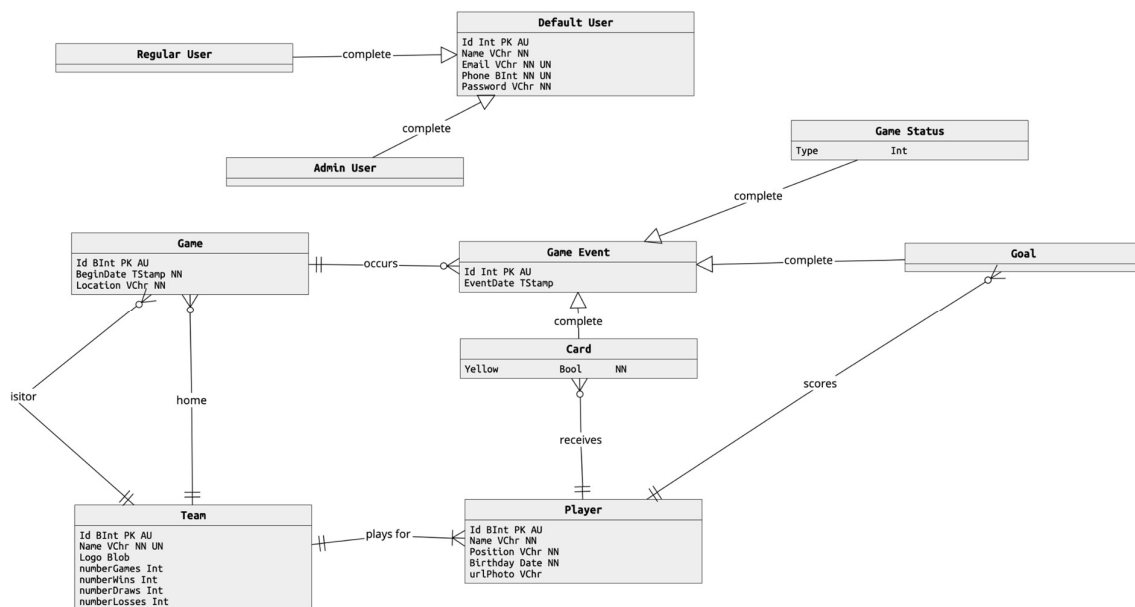 Default User
Id Int PK AU
Name VChr NN
Email VChr NN UN
Phone BInt NN UN
Password VChr NN
Regular User
complete
complete
Admin User
Game Status
Type Int
complete
Game
Id BInt PK AU
BeginDate TStamp NN
Location VChr NN
occurs
Game Event
Id Int PK AU
EventDate TStamp
complete
Goal
complete
Card
Yellow Bool NN
isitor
home
receives
scores
Team
Id BInt PK AU
Name VChr NN UN
Logo Blob
numberGames Int
numberWins Int
numberDraws Int
numberLosses Int
plays for
Player
Id BInt PK AU
Name VChr NN
Position VChr NN
Birthday Date NN
urlPhoto VChr